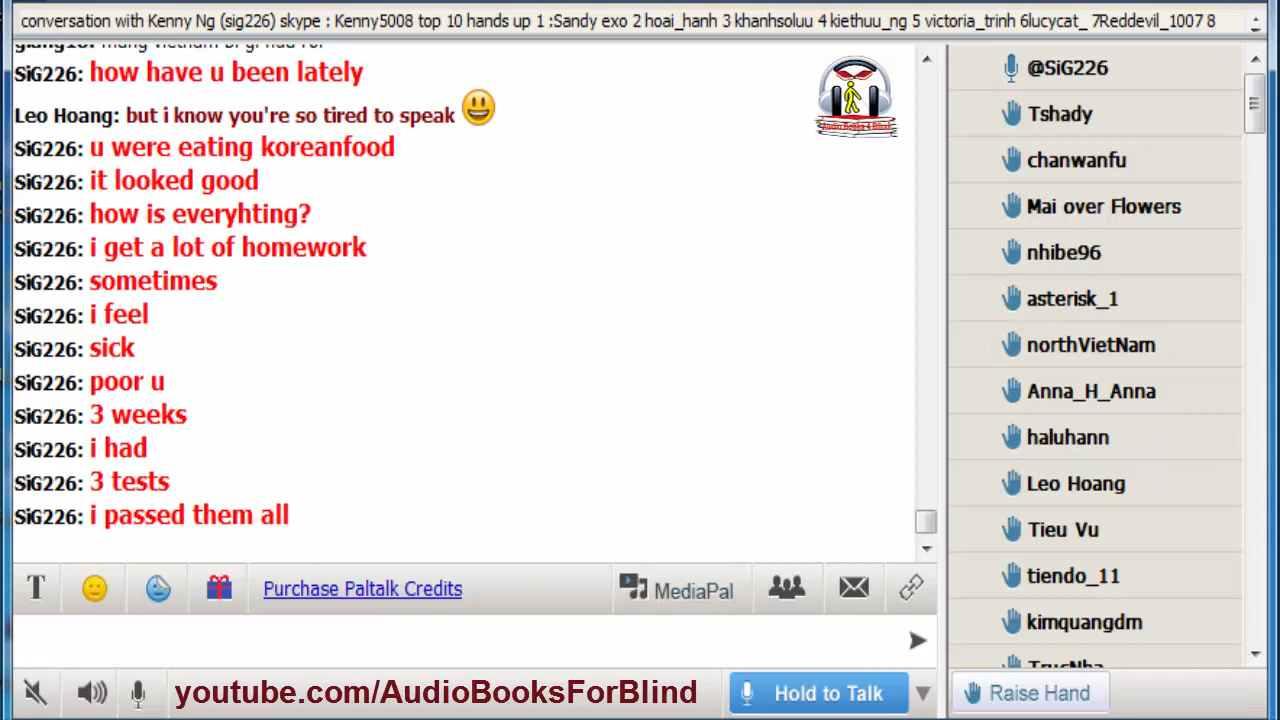 conversation with Kenny Ng (sig226) skype : Kenny5008 top 10 hands up 1 :Sandy exo 2 hoai_hanh 3 khanhsoluu 4 kiethuu_ng 5 victoria_trinh 6lucycat_ 7Reddevil_1007 8
SiG226: how have u been lately
Leo Hoang: but i know you're so tired to speak
SiG226: u were eating koreanfood
SiG226: it looked good
SiG226: how is everyhting?
SiG226: i get a lot of homework
SiG226: sometimes
SiG226: i feel
SiG226: sick
SiG226: poor u
SiG226: 3 weeks
SiG226: i had
SiG226: 3 tests
SiG226: i passed them all
Audio Books 4 Blind
@SiG226
Tshady
chanwanfu
Mai over Flowers
nhibe96
asterisk_1
northVietNam
Anna_H_Anna
haluhann
Leo Hoang
Tieu Vu
tiendo_11
kimquangdm
T Purchase Paltalk Credits MediaPal
youtube.com/AudioBooksForBlind Hold to Talk Raise Hand